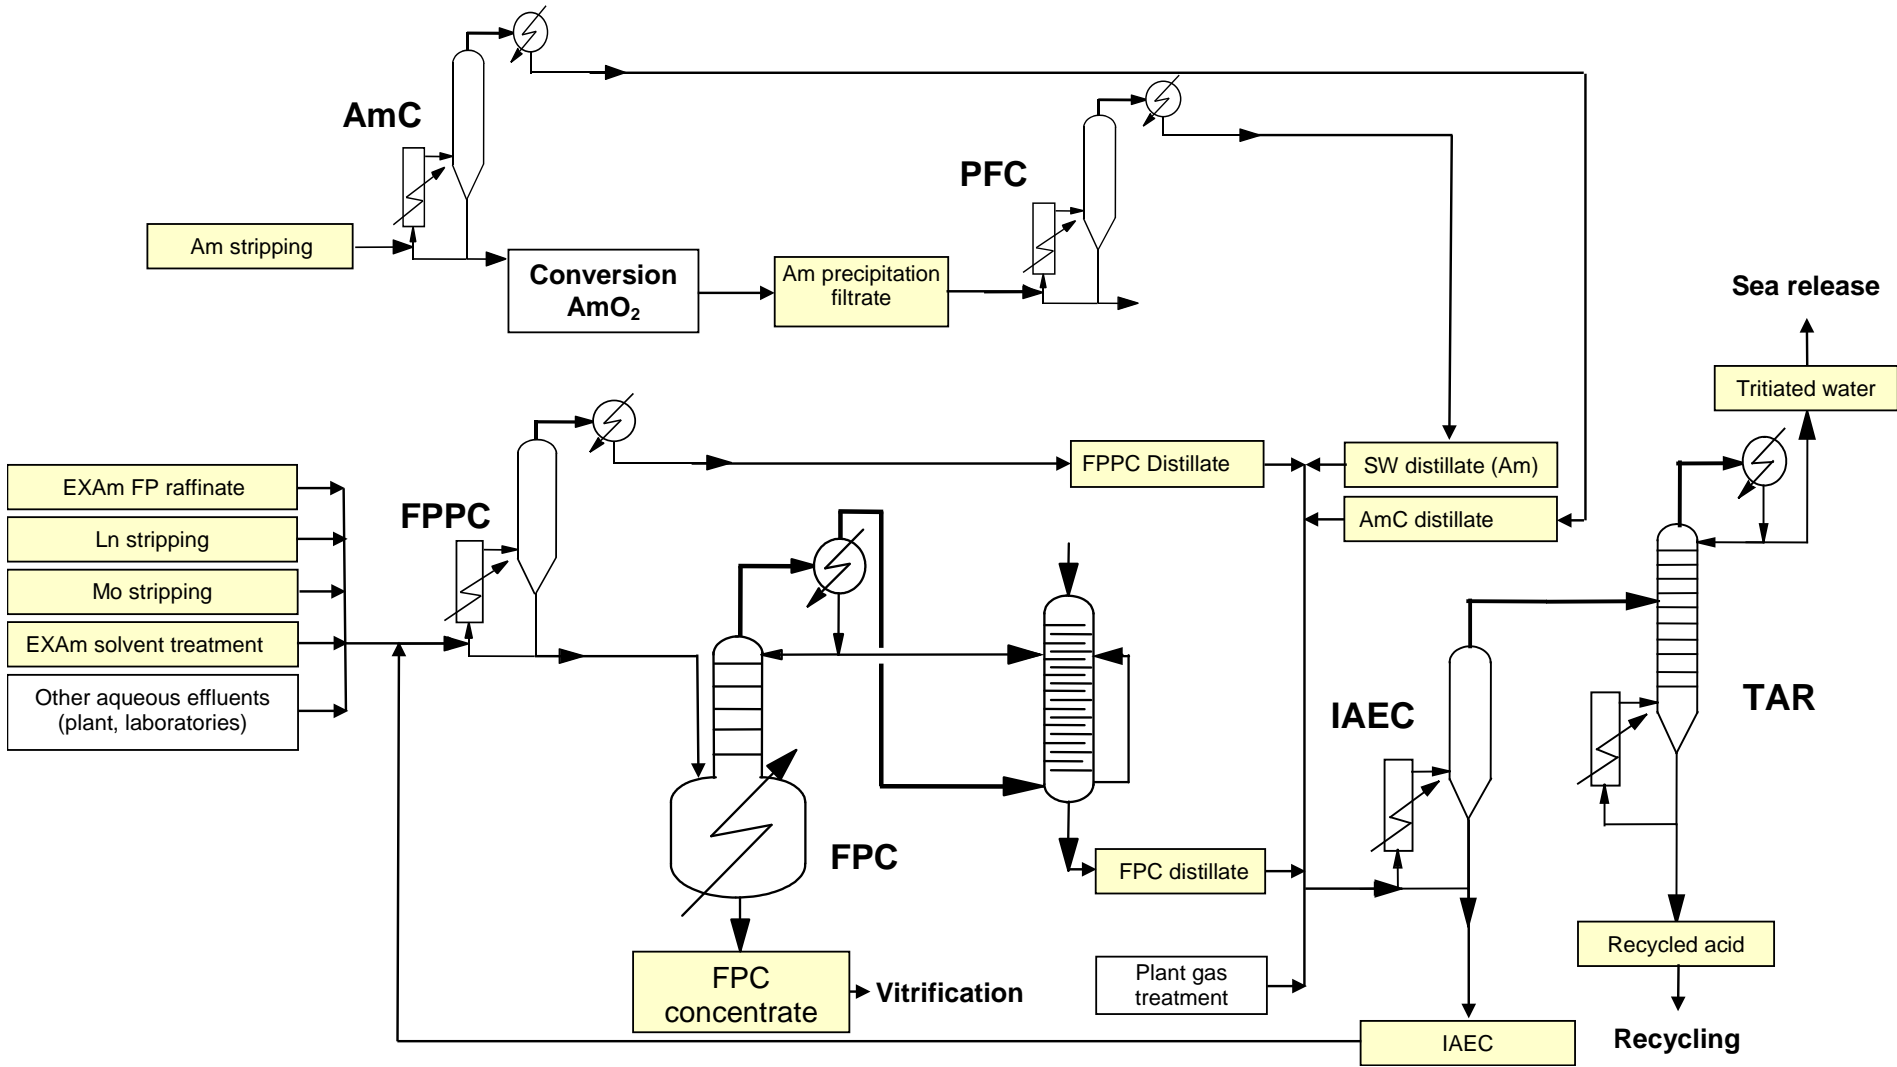 AmC
PFC
Am stripping
Conversion
AmO₂
Am precipitation
filtrate
Sea release
Tritiated water
FPPC Distillate
SW distillate (Am)
AmC distillate
EXAm FP raffinate
Ln stripping
Mo stripping
EXAm solvent treatment
Other aqueous effluents
(plant, laboratories)
FPPC
IAEC
TAR
FPC
FPC distillate
Recycled acid
FPC
concentrate
Vitrification
Plant gas
treatment
IAEC
Recycling